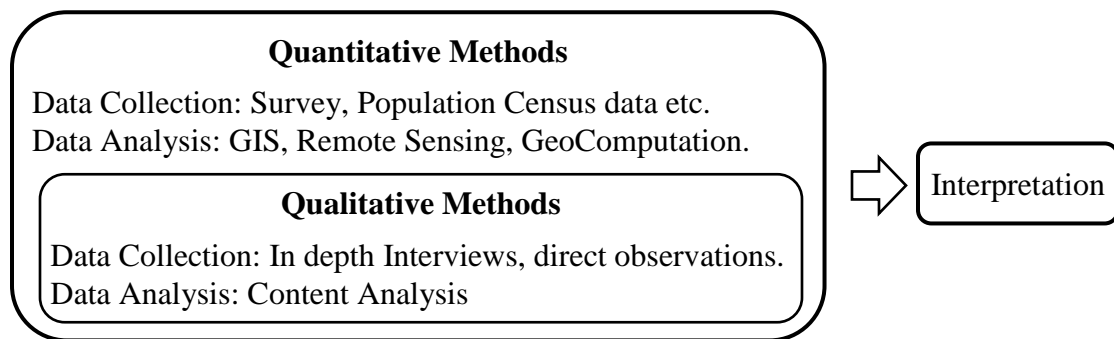 Quantitative Methods
Data Collection: Survey, Population Census data etc.
Data Analysis: GIS, Remote Sensing, GeoComputation.
Qualitative Methods
Data Collection: In depth Interviews, direct observations.
Data Analysis: Content Analysis
Interpretation